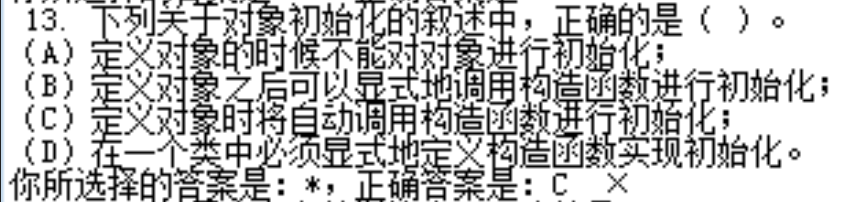 13. 下列关于对象初始化的叙述中，正确的是（ ）。
(A) 定义对象的时候不能对对象进行初始化；
(B) 定义对象之后可以显式地调用构造函数进行初始化；
(C) 定义对象时将自动调用构造函数进行初始化；
(D) 在一个类中必须显式地定义构造函数实现初始化。
你所选择的答案是：*，正确答案是：C ×